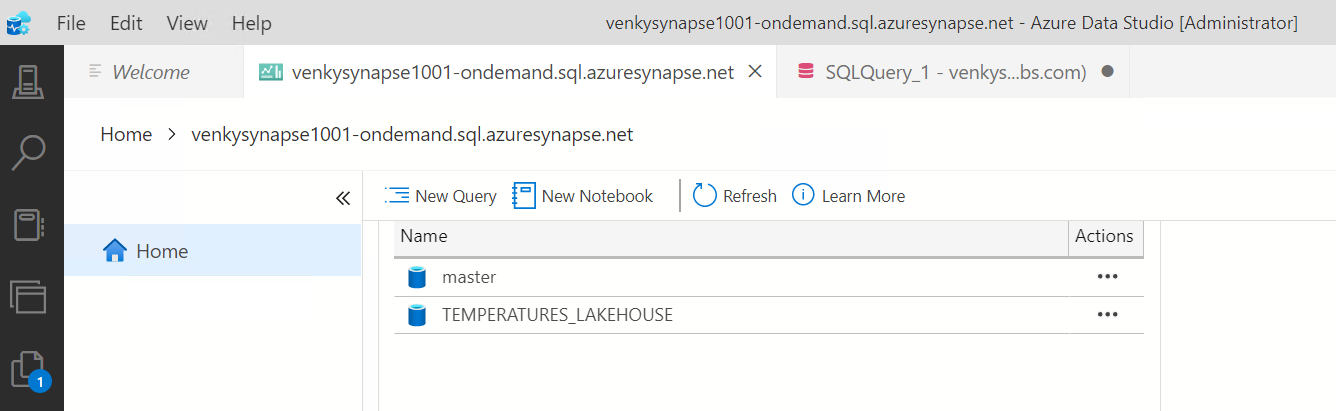 File Edit View Help venkysynapse1001-ondemand.sql.azuresynapse.net - Azure Data Studio [Administrator]
Welcome venkysynapse1001-ondemand.sql.azuresynapse.net SQLQuery_1 - venkys...bs.com)
Home > venkysynapse1001-ondemand.sql.azuresynapse.net
New Query New Notebook Refresh Learn More
Home
Name Actions
master
TEMPERATURES_LAKEHOUSE
1